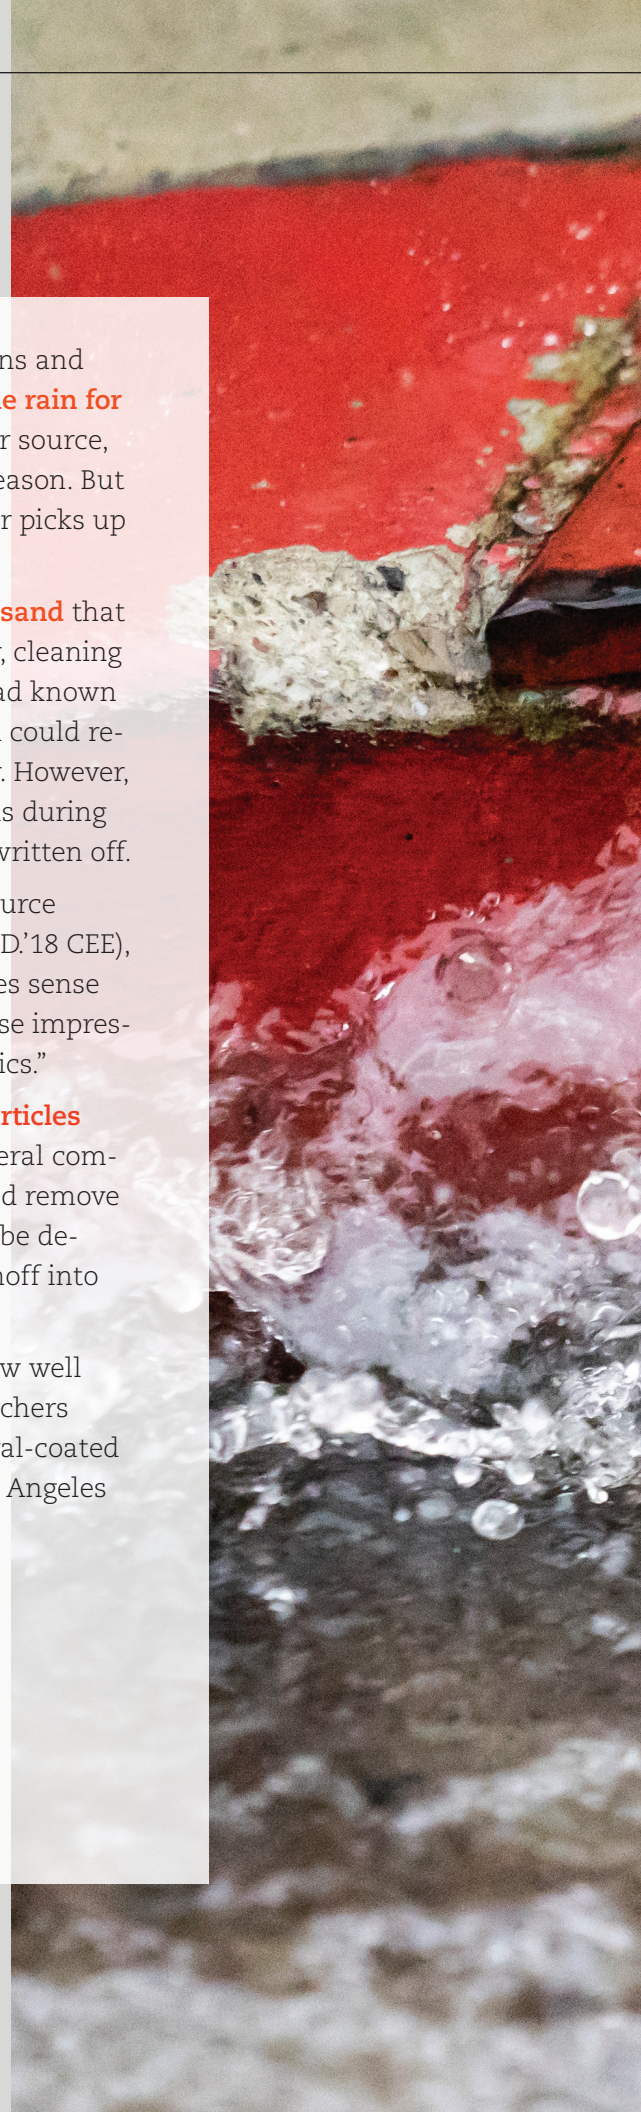 ns and
e rain for
r source,
eason. But
r picks up
sand that
, cleaning
ad known
could re-
. However,
s during
written off.
urce
D.’18 CEE),
es sense
se impres-
ics.”
rticles
eral com-
d remove
be de-
noff into
w well
chers
al-coated
Angeles